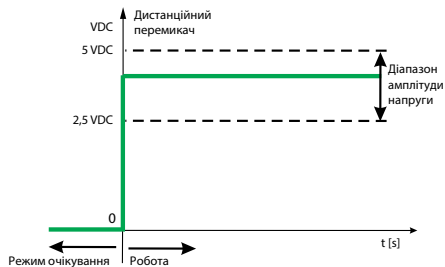 VDC
Дистанційний
перемикач
5 VDC
Діапазон
амплітуди
напруги
2,5 VDC
0
t [s]
Режим очікування
Робота